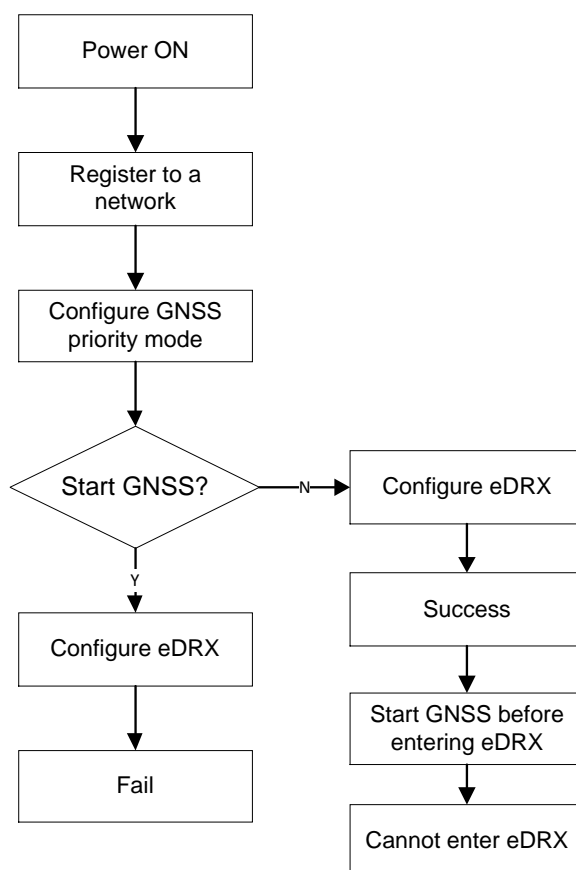 Power ON
Register to a
network
Configure GNSS
priority mode
Start GNSS?
N
Configure eDRX
Y
Success
Configure eDRX
Start GNSS before
entering eDRX
Fail
Cannot enter eDRX